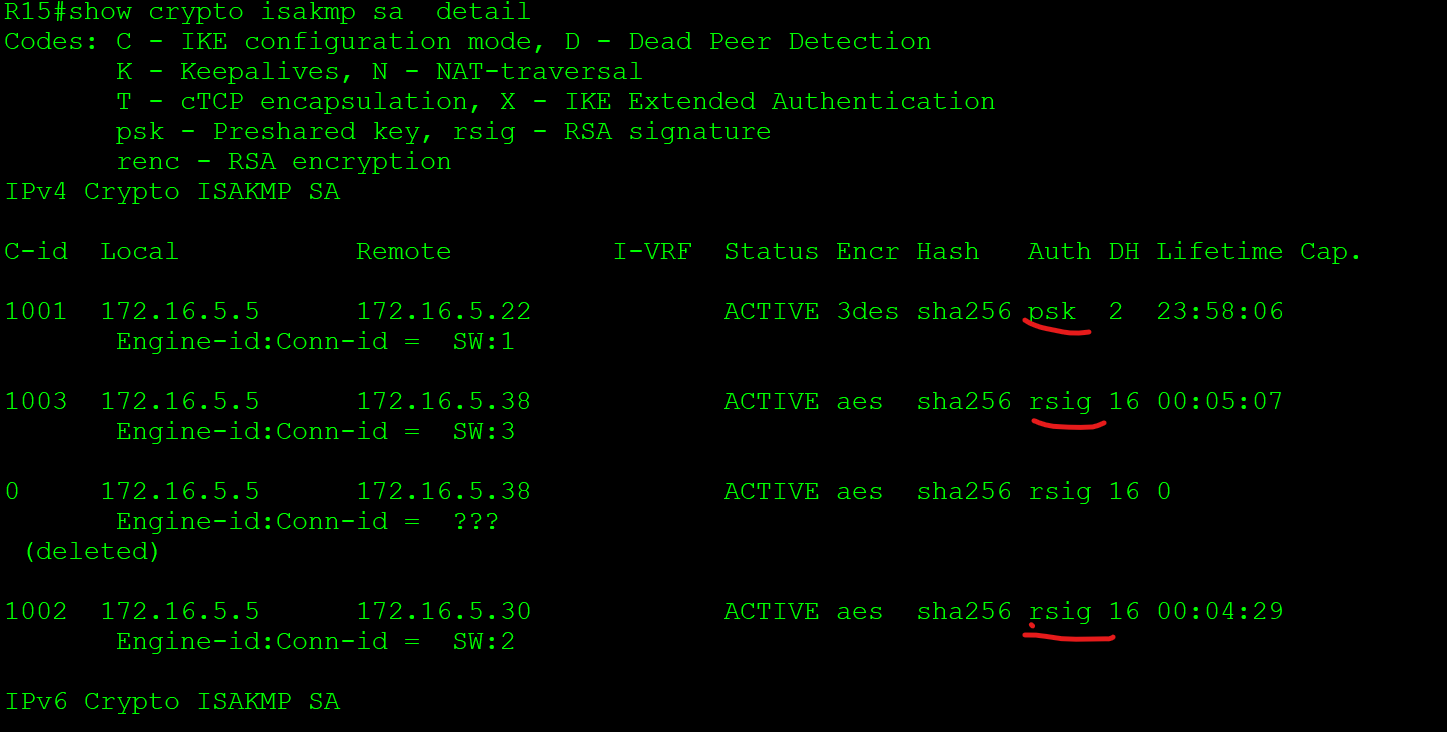 R15#show crypto isakmp sa  detail
Codes: C - IKE configuration mode, D - Dead Peer Detection
       K - Keepalives, N - NAT-traversal
       T - cTCP encapsulation, X - IKE Extended Authentication
       psk - Preshared key, rsig - RSA signature
       renc - RSA encryption
IPv4 Crypto ISAKMP SA
C-id  Local           Remote          I-VRF  Status Encr Hash   Auth DH Lifetime Cap.
1001  172.16.5.5      172.16.5.22            ACTIVE 3des sha256 psk  2  23:58:06
       Engine-id:Conn-id =  SW:1
1003  172.16.5.5      172.16.5.38            ACTIVE aes  sha256 rsig 16 00:05:07
       Engine-id:Conn-id =  SW:3
0     172.16.5.5      172.16.5.38            ACTIVE aes  sha256 rsig 16 0
       Engine-id:Conn-id =  ???
 (deleted)
1002  172.16.5.5      172.16.5.30            ACTIVE aes  sha256 rsig 16 00:04:29
       Engine-id:Conn-id =  SW:2
IPv6 Crypto ISAKMP SA